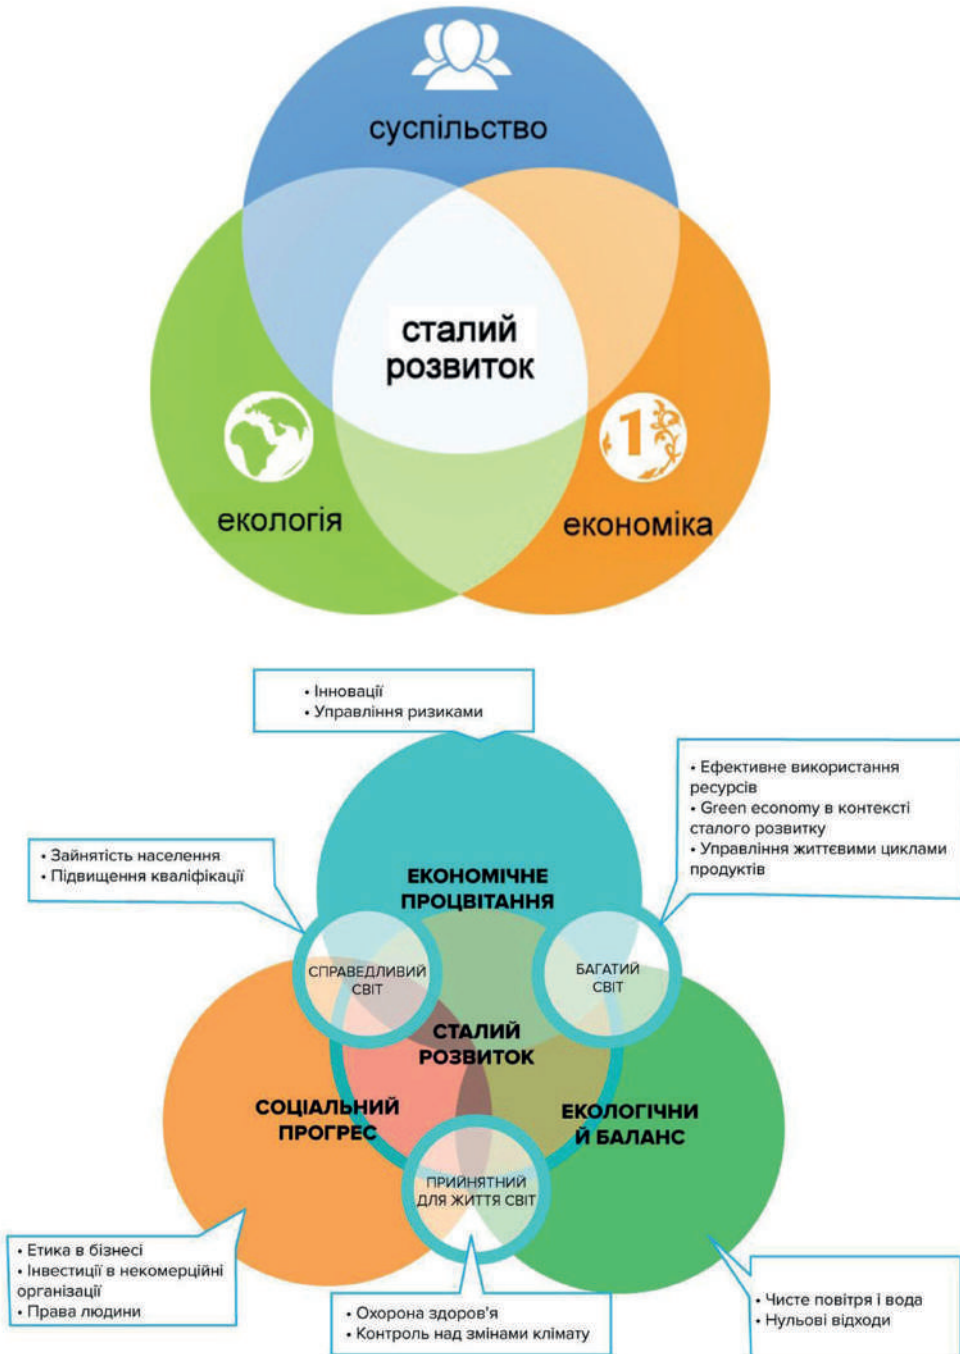 суспільство
сталий
розвиток
екологія
1
економіка
• Інновації
• Управління ризиками
• Ефективне використання
ресурсів
• Green economy в контексті
сталого розвитку
• Управління життєвими циклами
продуктів
• Зайнятість населення
• Підвищення кваліфікації
ЕКОНОМІЧНЕ
ПРОЦВІТАННЯ
СПРАВЕДЛИВИЙ
СВІТ
БАГАТИЙ
СВІТ
СТАЛИЙ
РОЗВИТОК
СОЦІАЛЬНИЙ
ПРОГРЕС
ЕКОЛОГІЧНИ
Й БАЛАНС
ПРИЙНЯТНИЙ
ДЛЯ ЖИТТЯ СВІТ
• Етика в бізнесі
• Інвестиції в некомерційні
організації
• Права людини
• Охорона здоров'я
• Контроль над змінами клімату
• Чисте повітря і вода
• Нульові відходи